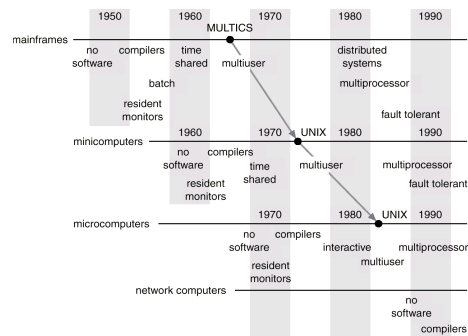 1950 1960 1970 1980 1990
MULTICS
mainframes
no software compilers time shared multiuser distributed systems
batch multiprocessor
resident monitors fault tolerant
1960 1970 UNIX 1980 1990
minicomputers
no software compilers time shared multiuser multiprocessor
resident monitors fault tolerant
1970 1980 UNIX 1990
microcomputers
no software compilers interactive multiprocessor
multiuser
resident monitors
network computers
no software
compilers